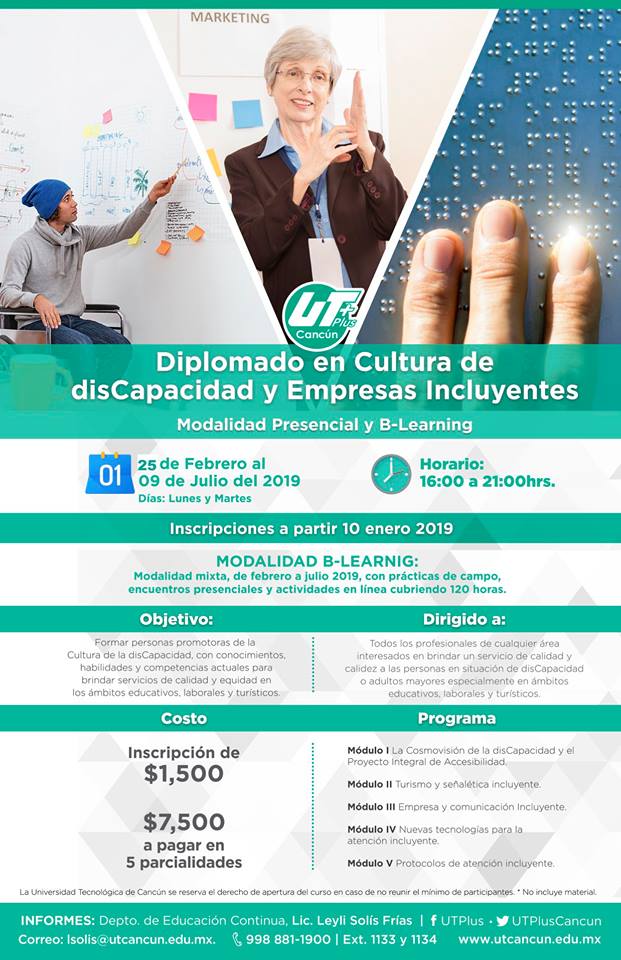 MARKETING
UT+
Plus
Cancún
Diplomado en Cultura de
disCapacidad y Empresas Incluyentes
Modalidad Presencial y B-Learning
01
25 de Febrero al
09 de Julio del 2019
Días: Lunes y Martes
Horario:
16:00 a 21:00hrs.
Inscripciones a partir 10 enero 2019
MODALIDAD B-LEARNIG:
Modalidad mixta, de febrero a julio 2019, con prácticas de campo,
encuentros presenciales y actividades en línea cubriendo 120 horas.
Objetivo:
Formar personas promotoras de la
Cultura de la disCapacidad, con conocimientos,
habilidades y competencias actuales para
brindar servicios de calidad y equidad en
los ámbitos educativos, laborales y turísticos.
Dirigido a:
Todos los profesionales de cualquier área
interesados en brindar un servicio de calidad y
calidez a las personas en situación de disCapacidad
o adultos mayores especialmente en ámbitos
educativos, laborales y turísticos.
Costo
Inscripción de
$1,500
$7,500
a pagar en
5 parcialidades
Programa
Módulo I La Cosmovisión de la disCapacidad y el
Proyecto Integral de Accesibilidad.
Módulo II Turismo y señalética incluyente.
Módulo III Empresa y comunicación Incluyente.
Módulo IV Nuevas tecnologías para la
atención incluyente.
Módulo V Protocolos de atención incluyente.
La Universidad Tecnológica de Cancún se reserva el derecho de apertura del curso en caso de no reunir el mínimo de participantes. * No incluye material.
INFORMES: Depto. de Educación Continua, Lic. Leyli Solís Frías | f UTPlus · UTPlusCancun
Correo: lsolis@utcancun.edu.mx. 998 881-1900 | Ext. 1133 y 1134 www.utcancun.edu.mx